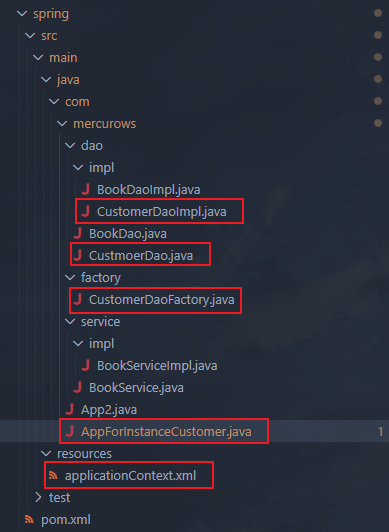 spring
src
main
java
com
mercurows
dao
impl
BookDaoImpl.java
CustomerDaoImpl.java
BookDao.java
CustmoerDao.java
factory
CustomerDaoFactory.java
service
impl
BookServiceImpl.java
BookService.java
App2.java
AppForInstanceCustomer.java 1
resources
applicationContext.xml
test
pom.xml